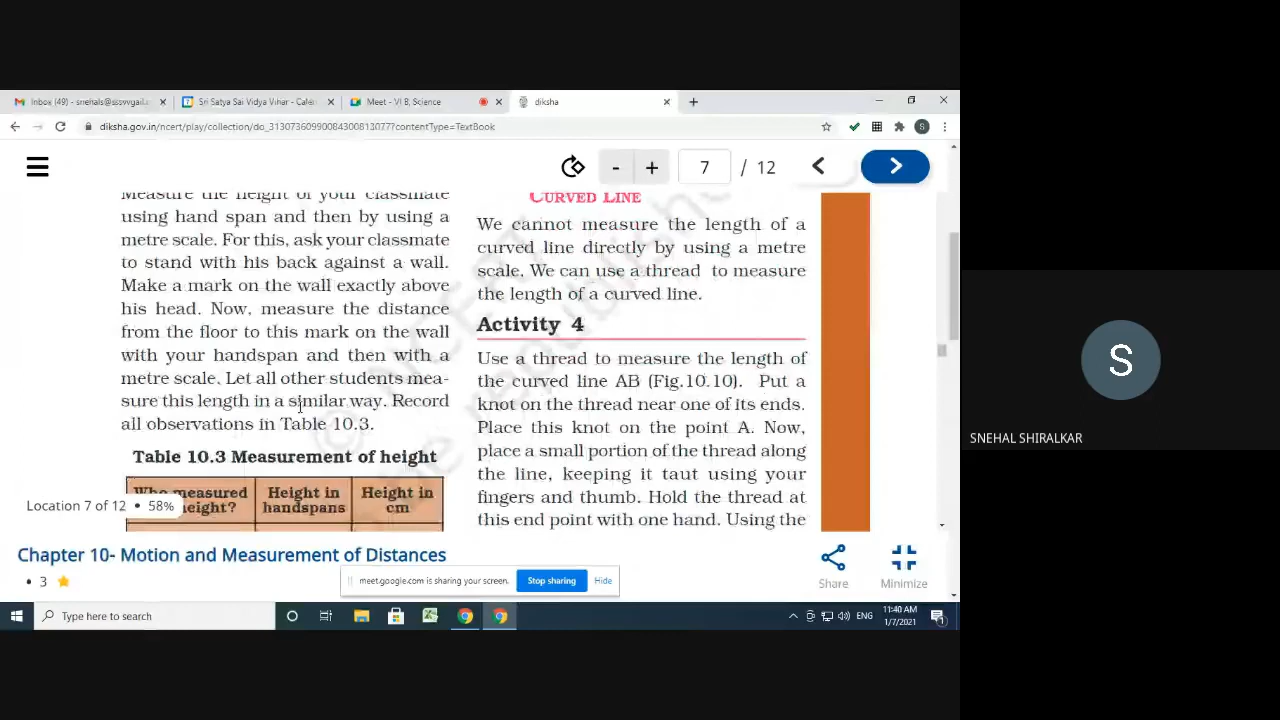 Inbox (49) - snehals@sssvvgail.
Sri Satya Sai Vidya Vihar - Cale
Meet - VI B, Science
diksha
diksha.gov.in/ncert/play/collection/do_31307360990084300813077?contentType=TextBook
S
- + 7 / 12
Measure the height of your classmate
using hand span and then by using a
metre scale. For this, ask your classmate
to stand with his back against a wall.
Make a mark on the wall exactly above
his head. Now, measure the distance
from the floor to this mark on the wall
with your handspan and then with a
metre scale. Let all other students mea-
sure this length in a similar way. Record
all observations in Table 10.3.
Table 10.3 Measurement of height
Who measured
height?
Height in
handspans
Height in
cm
CURVED LINE
We cannot measure the length of a
curved line directly by using a metre
scale. We can use a thread to measure
the length of a curved line.
Activity 4
Use a thread to measure the length of
the curved line AB (Fig.10.10). Put a
knot on the thread near one of its ends.
Place this knot on the point A. Now,
place a small portion of the thread along
the line, keeping it taut using your
fingers and thumb. Hold the thread at
this end point with one hand. Using the
Location 7 of 12 • 58%
Chapter 10- Motion and Measurement of Distances
• 3
Share
Minimize
meet.google.com is sharing your screen.
Stop sharing
Hide
Type here to search
ENG
11:40 AM
1/7/2021
S
SNEHAL SHIRALKAR